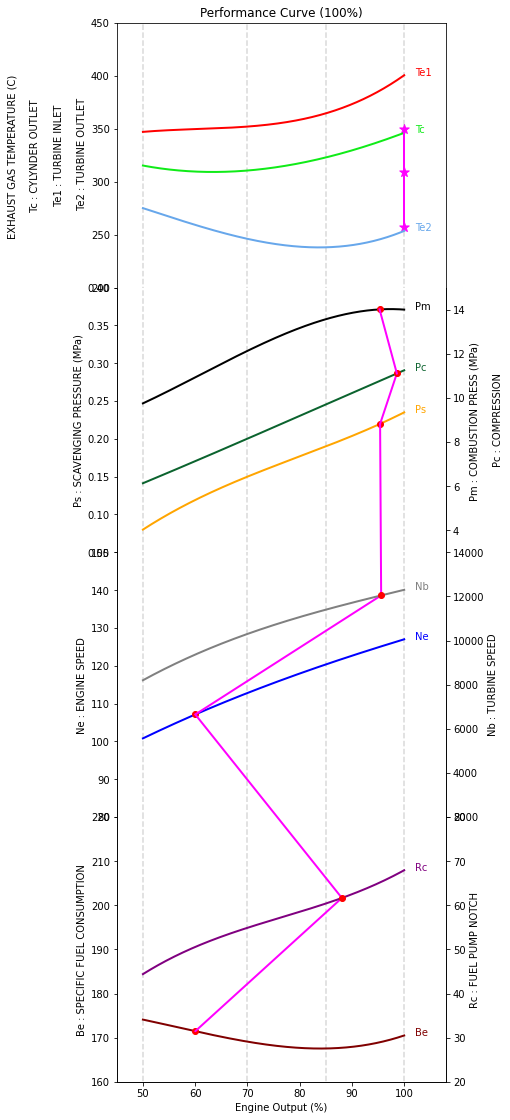 Performance Curve (100%)
EXHAUST GAS TEMPERATURE (C)
Tc : CYLYNDER OUTLET
Te1 : TURBINE INLET
Te2 : TURBINE OUTLET
450
400
350
300
250
200
Te1
Tc
Te2
Ps : SCAVENGING PRESSURE (MPa)
0.40
0.35
0.30
0.25
0.20
0.15
0.10
0.05
Pm
Pc
Ps
14
12
10
8
6
4
Pm : COMBUSTION PRESS (MPa)
Pc : COMPRESSION
Ne : ENGINE SPEED
150
140
130
120
110
100
90
80
Nb
Ne
14000
12000
10000
8000
6000
4000
2000
Nb : TURBINE SPEED
Be : SPECIFIC FUEL CONSUMPTION
220
210
200
190
180
170
160
Rc
Be
80
70
60
50
40
30
20
Rc : FUEL PUMP NOTCH
50 60 70 80 90 100
Engine Output (%)